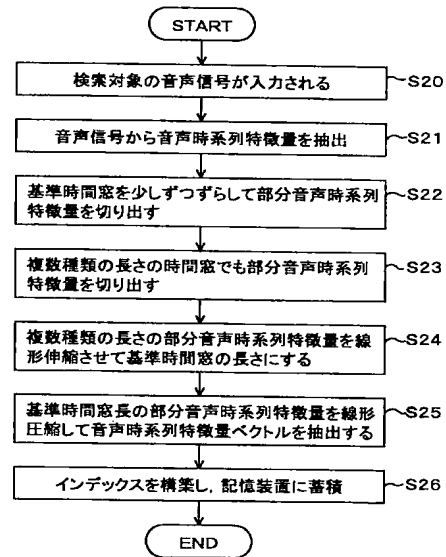 START
検索対象の音声信号が入力される
S20
音声信号から音声時系列特徴量を抽出
S21
基準時間窓を少しずつずらして部分音声時系列
特徴量を切り出す
S22
複数種類の長さの時間窓でも部分音声時系列
特徴量を切り出す
S23
複数種類の長さの部分音声時系列特徴量を線
形伸縮させて基準時間窓の長さにする
S24
基準時間窓長の部分音声時系列特徴量を線形
圧縮して音声時系列特徴量ベクトルを抽出する
S25
インデックスを構築し，記憶装置に蓄積
S26
END